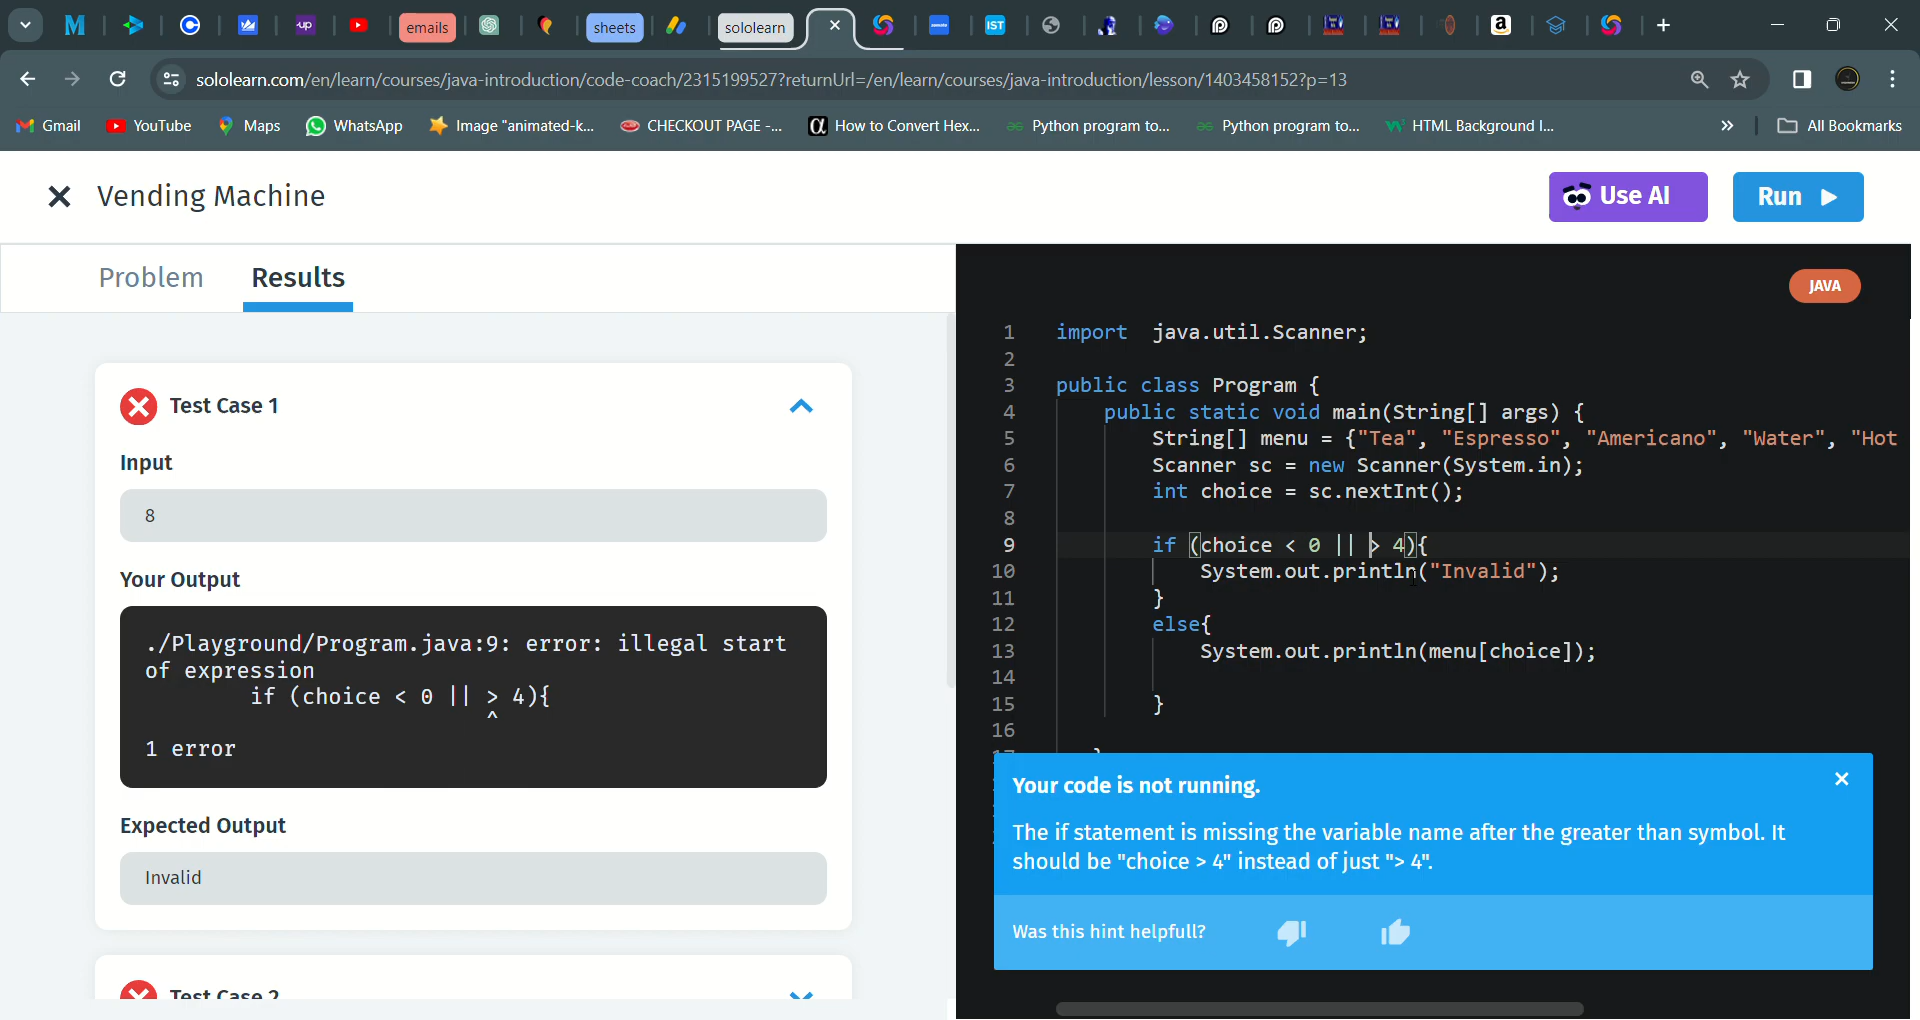 emails
sheets
sololearn
sololearn.com/en/learn/courses/java-introduction/code-coach/2315199527?returnUrl=/en/learn/courses/java-introduction/lesson/1403458152?p=13
Gmail
YouTube
Maps
WhatsApp
Image "animated-k...
CHECKOUT PAGE -...
How to Convert Hex...
Python program to...
Python program to...
HTML Background I...
All Bookmarks
Vending Machine
Use AI
Run
Problem
Results
JAVA
Test Case 1
Input
8
Your Output
./Playground/Program.java:9: error: illegal start
of expression
if (choice < 0 || > 4){
^
1 error
Expected Output
Invalid
Test Case 2
1 import java.util.Scanner;
2
3 public class Program {
4 public static void main(String[] args) {
5 String[] menu = {"Tea", "Espresso", "Americano", "Water", "Hot
6 Scanner sc = new Scanner(System.in);
7 int choice = sc.nextInt();
8
9 if (choice < 0 || > 4){
10 System.out.println("Invalid");
11 }
12 else{
13 System.out.println(menu[choice]);
14
15 }
16
17 }
Your code is not running.
The if statement is missing the variable name after the greater than symbol. It
should be "choice > 4" instead of just "> 4".
Was this hint helpfull?